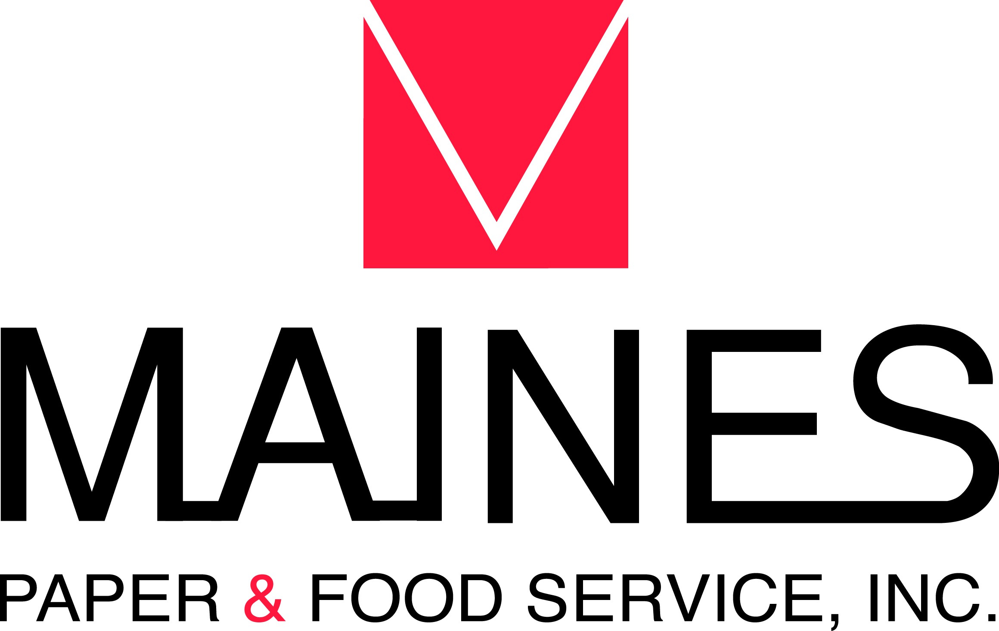 MAINES
PAPER & FOOD SERVICE, INC.